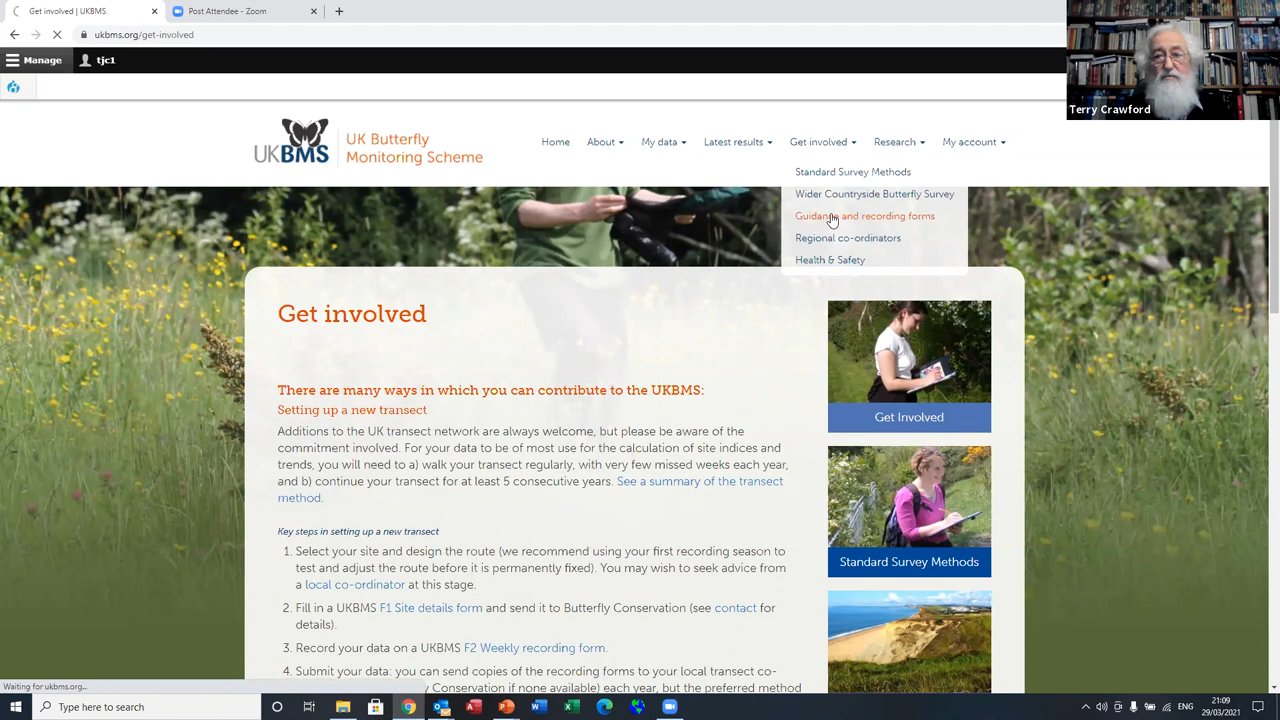 Get involved | UKBMS
Post Attendee - Zoom
ukbms.org/get-involved
Manage
tjc1
Terry Crawford
UKBMS
UK Butterfly
Monitoring Scheme
Home
About
My data
Latest results
Get involved
Research
My account
Standard Survey Methods
Wider Countryside Butterfly Survey
Guidance and recording forms
Regional co-ordinators
Health & Safety
Get involved
There are many ways in which you can contribute to the UKBMS:
Setting up a new transect
Additions to the UK transect network are always welcome, but please be aware of the
commitment involved. For your data to be of most use for the calculation of site indices and
trends, you will need to a) walk your transect regularly, with very few missed weeks each year,
and b) continue your transect for at least 5 consecutive years. See a summary of the transect
method.
Key steps in setting up a new transect
1. Select your site and design the route (we recommend using your first recording season to
test and adjust the route before it is permanently fixed). You may wish to seek advice from
a local co-ordinator at this stage.
2. Fill in a UKBMS F1 Site details form and send it to Butterfly Conservation (see contact for
details).
3. Record your data on a UKBMS F2 Weekly recording form.
4. Submit your data: you can send copies of the recording forms to your local transect co-
y Conservation if none available) each year, but the preferred method
Get Involved
Standard Survey Methods
Waiting for ukbms.org...
Type here to search
ENG
21:09
29/03/2021